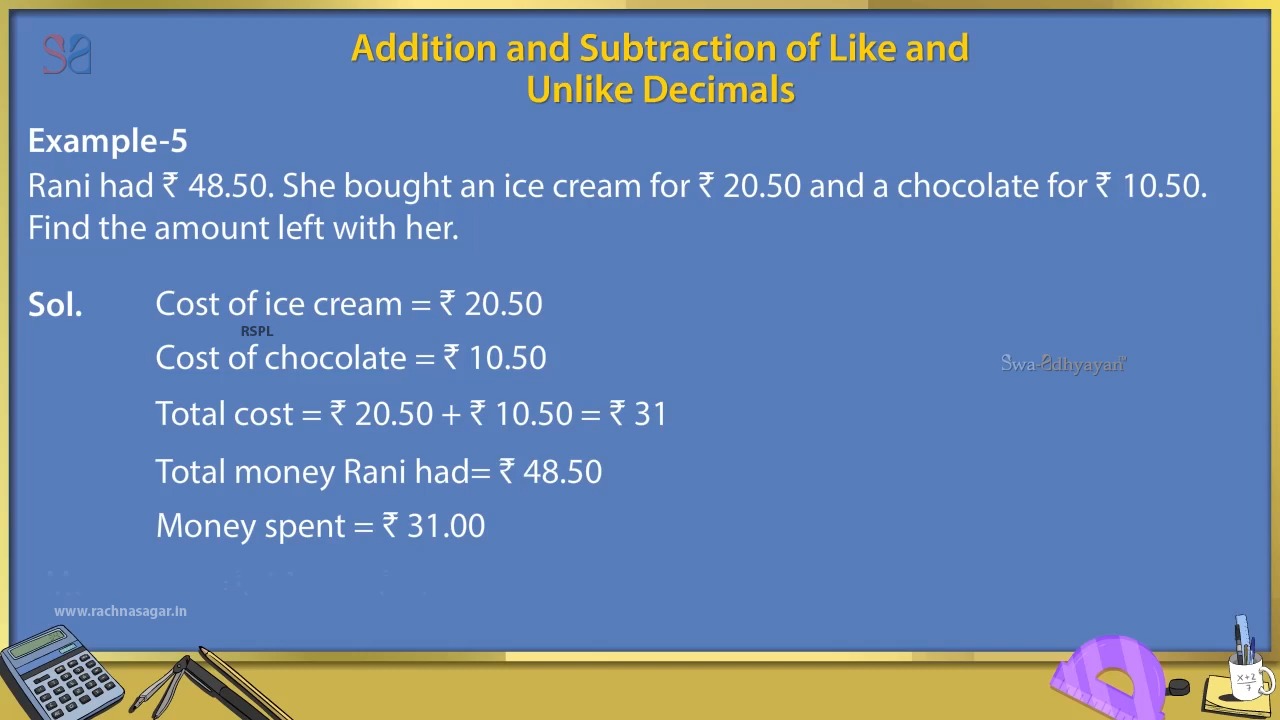 sa
Addition and Subtraction of Like and
Unlike Decimals
Example-5
Rani had ₹ 48.50. She bought an ice cream for ₹ 20.50 and a chocolate for ₹ 10.50.
Find the amount left with her.
Sol. Cost of ice cream = ₹ 20.50
RSPL
Cost of chocolate = ₹ 10.50
Swa-adhyayan
Total cost = ₹ 20.50 + ₹ 10.50 = ₹ 31
Total money Rani had= ₹ 48.50
Money spent = ₹ 31.00
www.rachnasagar.in
x+2
7